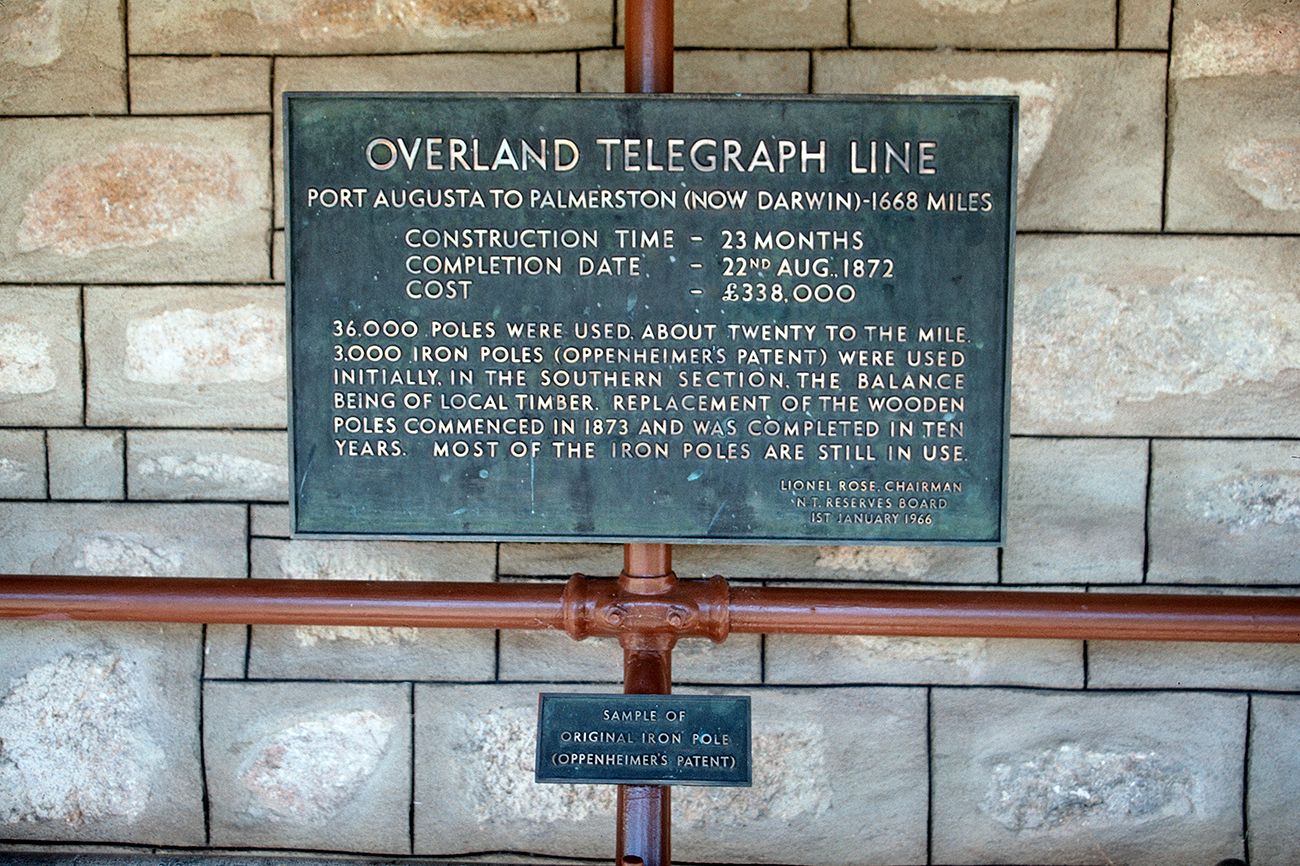 OVERLAND TELEGRAPH LINE
PORT AUGUSTA TO PALMERSTON (NOW DARWIN)-1668 MILES
CONSTRUCTION TIME - 23 MONTHS
COMPLETION DATE - 22ND AUG., 1872
COST - £338,000
36,000 POLES WERE USED, ABOUT TWENTY TO THE MILE.
3,000 IRON POLES (OPPENHEIMER'S PATENT) WERE USED
INITIALLY, IN THE SOUTHERN SECTION, THE BALANCE
BEING OF LOCAL TIMBER. REPLACEMENT OF THE WOODEN
POLES COMMENCED IN 1873 AND WAS COMPLETED IN TEN
YEARS. MOST OF THE IRON POLES ARE STILL IN USE.
LIONEL ROSE, CHAIRMAN
N.T. RESERVES BOARD
1ST JANUARY 1966
SAMPLE OF
ORIGINAL IRON POLE
(OPPENHEIMER'S PATENT)